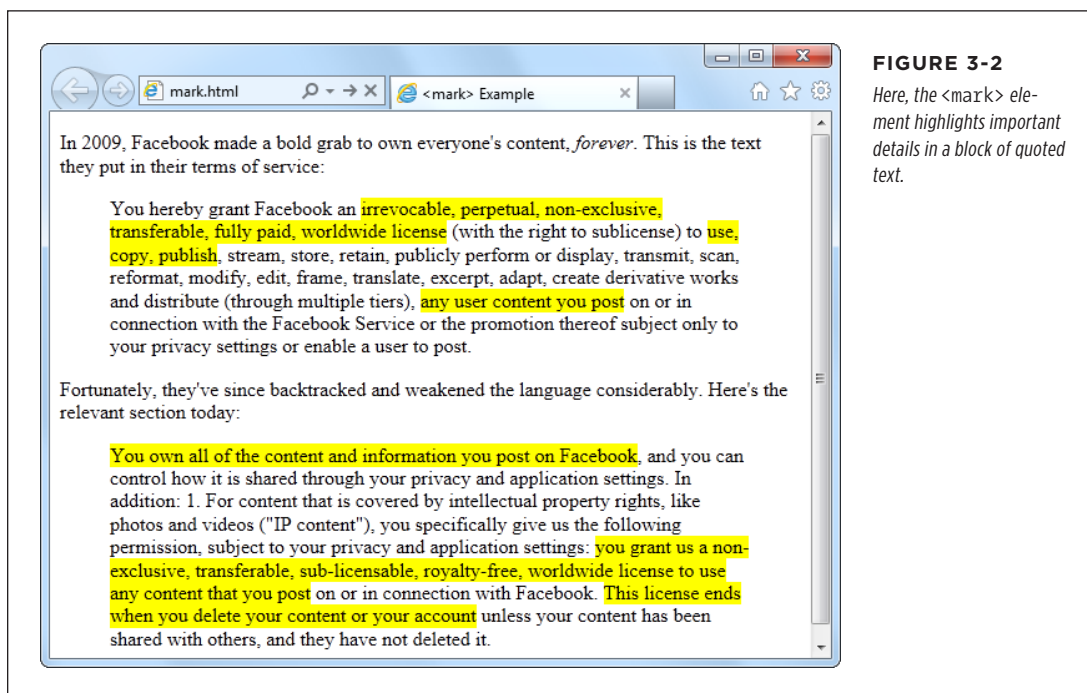 mark.html
<mark> Example
In 2009, Facebook made a bold grab to own everyone's content, forever. This is the text
they put in their terms of service:
You hereby grant Facebook an irrevocable, perpetual, non-exclusive,
transferable, fully paid, worldwide license (with the right to sublicense) to use,
copy, publish, stream, store, retain, publicly perform or display, transmit, scan,
reformat, modify, edit, frame, translate, excerpt, adapt, create derivative works
and distribute (through multiple tiers), any user content you post on or in
connection with the Facebook Service or the promotion thereof subject only to
your privacy settings or enable a user to post.
Fortunately, they've since backtracked and weakened the language considerably. Here's the
relevant section today:
You own all of the content and information you post on Facebook, and you can
control how it is shared through your privacy and application settings. In
addition: 1. For content that is covered by intellectual property rights, like
photos and videos ("IP content"), you specifically give us the following
permission, subject to your privacy and application settings: you grant us a non-
exclusive, transferable, sub-licensable, royalty-free, worldwide license to use
any content that you post on or in connection with Facebook. This license ends
when you delete your content or your account unless your content has been
shared with others, and they have not deleted it.
FIGURE 3-2
Here, the <mark> ele-
ment highlights important
details in a block of quoted
text.